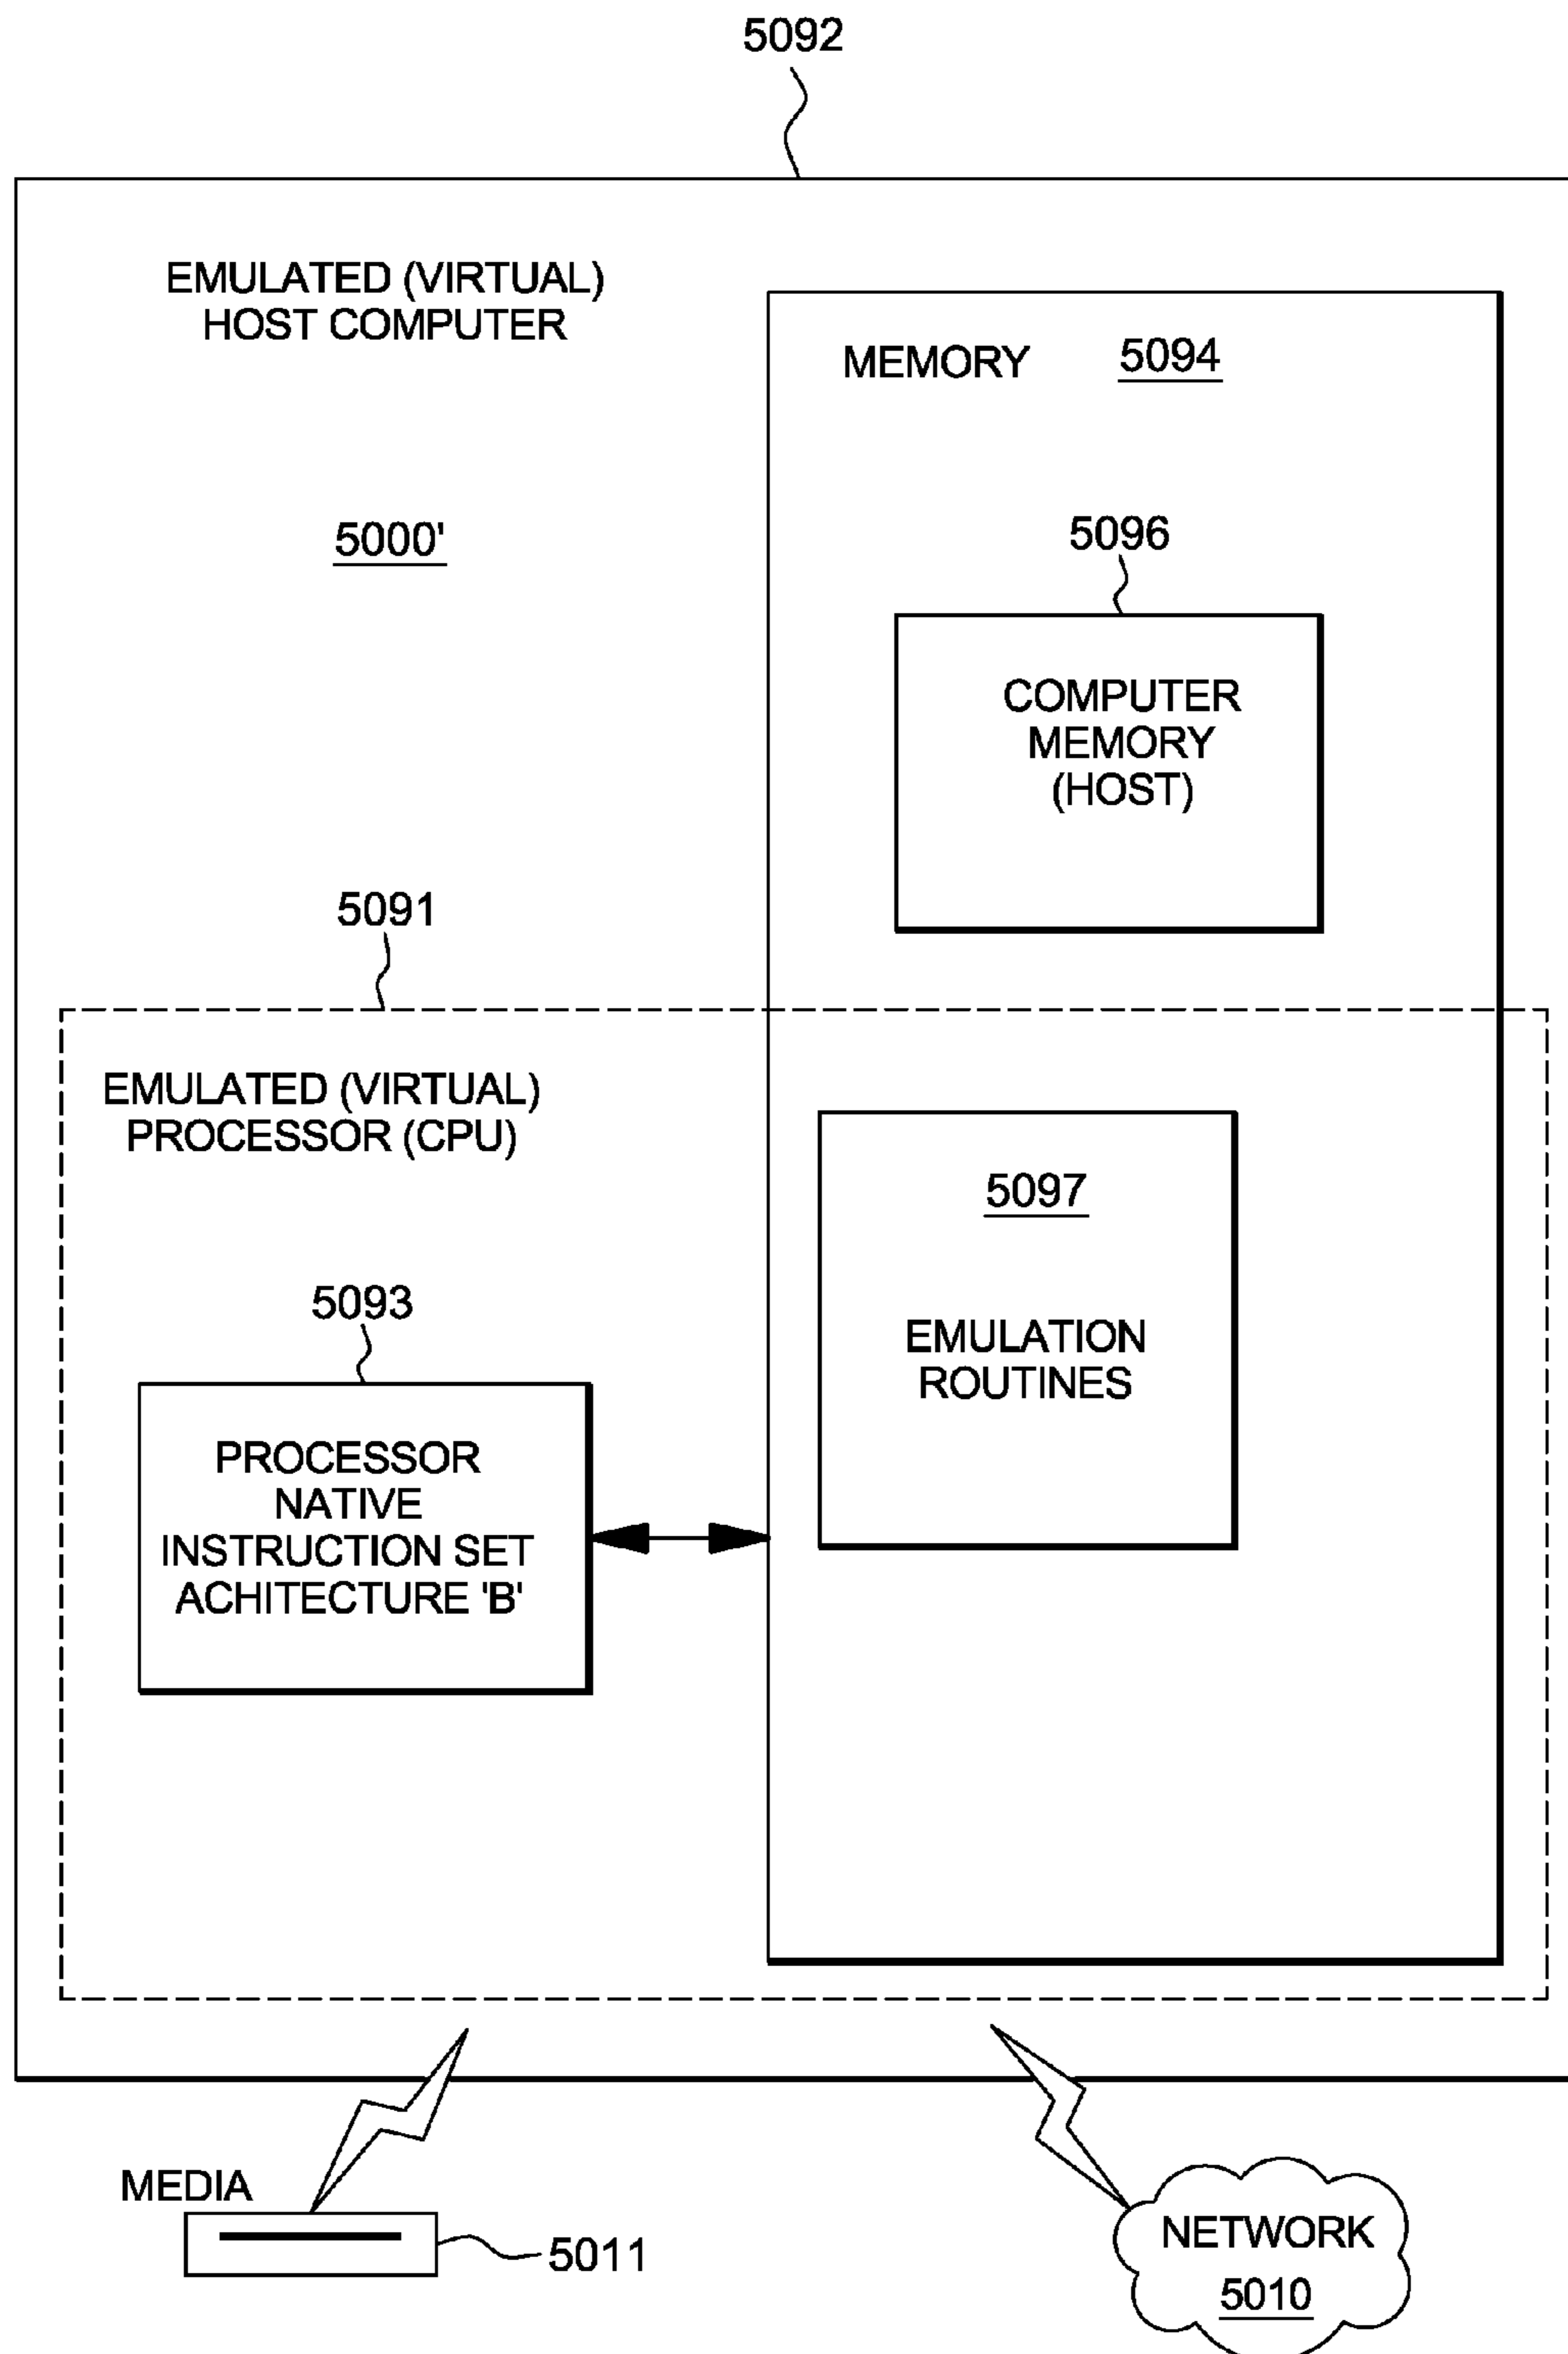 5092
EMULATED (VIRTUAL)
HOST COMPUTER
MEMORY 5094
5000'
5096
COMPUTER
MEMORY
(HOST)
5091
EMULATED (VIRTUAL)
PROCESSOR (CPU)
5097
EMULATION
ROUTINES
5093
PROCESSOR
NATIVE
INSTRUCTION SET
ACHITECTURE 'B'
MEDIA
5011
NETWORK
5010